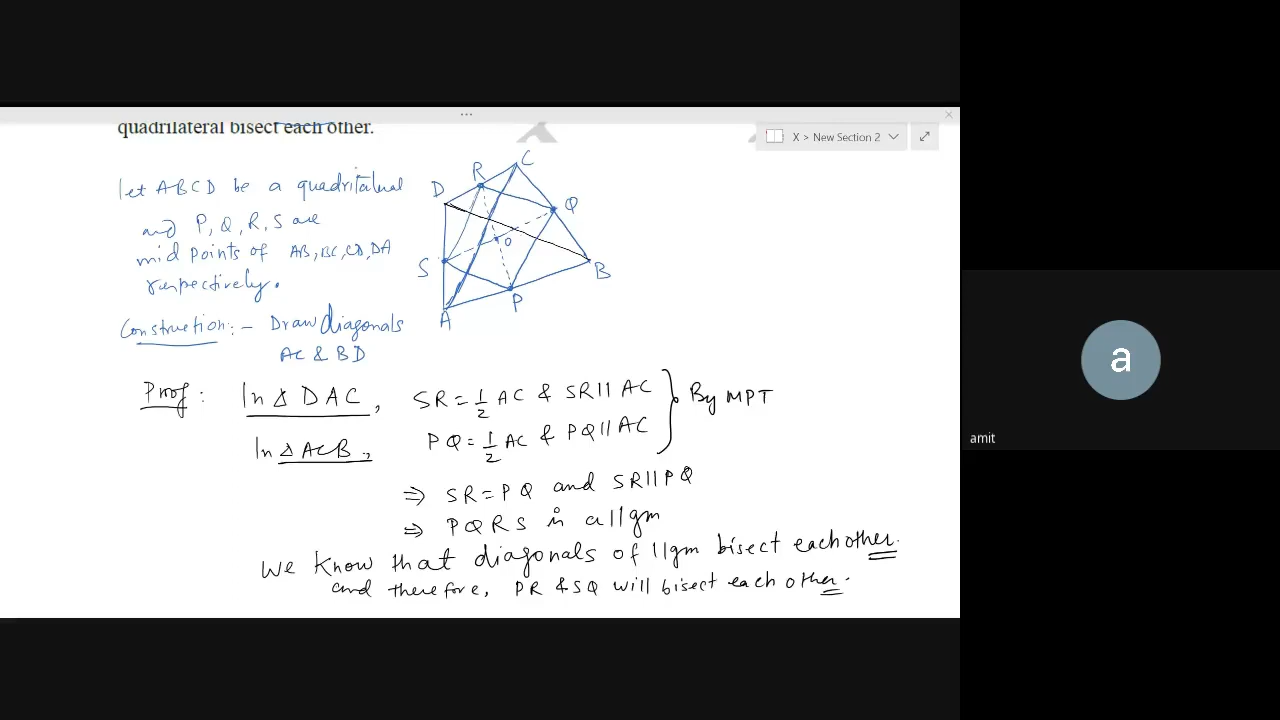 quadrilateral bisect each other.
X > New Section 2
let ABCD be a quadrilateral
and P, Q, R, S are
mid points of AB, BC, CD, DA
respectively.
Construction:- Draw diagonals
AC & BD
D R C
Q
S O
B
P
A
Proof: In Δ DAC, SR = 1/2 AC & SR || AC
In Δ ACB, PQ = 1/2 AC & PQ || AC } By MPT
⇒ SR = PQ and SR || PQ
⇒ PQRS is a ||gm
We know that diagonals of ||gm bisect each other.
and therefore, PR & SQ will bisect each other.
a
amit